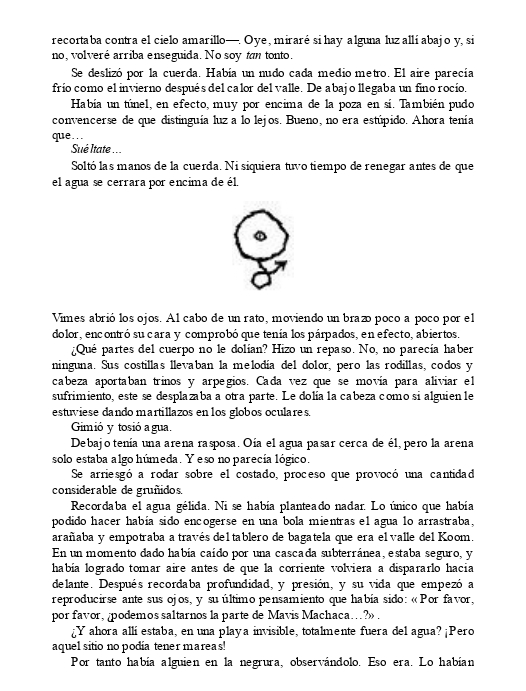 recortaba contra el cielo amarillo—. Oye, miraré si hay alguna luz allí abajo y, si
no, volveré arriba enseguida. No soy tan tonto.
Se deslizó por la cuerda. Había un nudo cada medio metro. El aire parecía
frío como el invierno después del calor del valle. De abajo llegaba un fino rocío.
Había un túnel, en efecto, muy por encima de la poza en sí. También pudo
convencerse de que distinguía luz a lo lejos. Bueno, no era estúpido. Ahora tenía
que…
Suéltate…
Soltó las manos de la cuerda. Ni siquiera tuvo tiempo de renegar antes de que
el agua se cerrara por encima de él.
Vimes abrió los ojos. Al cabo de un rato, moviendo un brazo poco a poco por el
dolor, encontró su cara y comprobó que tenía los párpados, en efecto, abiertos.
¿Qué partes del cuerpo no le dolían? Hizo un repaso. No, no parecía haber
ninguna. Sus costillas llevaban la melodía del dolor, pero las rodillas, codos y
cabeza aportaban trinos y arpegios. Cada vez que se movía para aliviar el
sufrimiento, este se desplazaba a otra parte. Le dolía la cabeza como si alguien le
estuviese dando martillazos en los globos oculares.
Gimió y tosió agua.
Debajo tenía una arena rasposa. Oía el agua pasar cerca de él, pero la arena
solo estaba algo húmeda. Y eso no parecía lógico.
Se arriesgó a rodar sobre el costado, proceso que provocó una cantidad
considerable de gruñidos.
Recordaba el agua gélida. Ni se había planteado nadar. Lo único que había
podido hacer había sido encogerse en una bola mientras el agua lo arrastraba,
arañaba y empotraba a través del tablero de bagatela que era el valle del Koom.
En un momento dado había caído por una cascada subterránea, estaba seguro, y
había logrado tomar aire antes de que la corriente volviera a dispararlo hacia
delante. Después recordaba profundidad, y presión, y su vida que empezó a
reproducirse ante sus ojos, y su último pensamiento que había sido: «Por favor,
por favor, ¿podemos saltarnos la parte de Mavis Machaca…?».
¿Y ahora allí estaba, en una playa invisible, totalmente fuera del agua? ¡Pero
aquel sitio no podía tener mareas!
Por tanto había alguien en la negrura, observándolo. Eso era. Lo habían